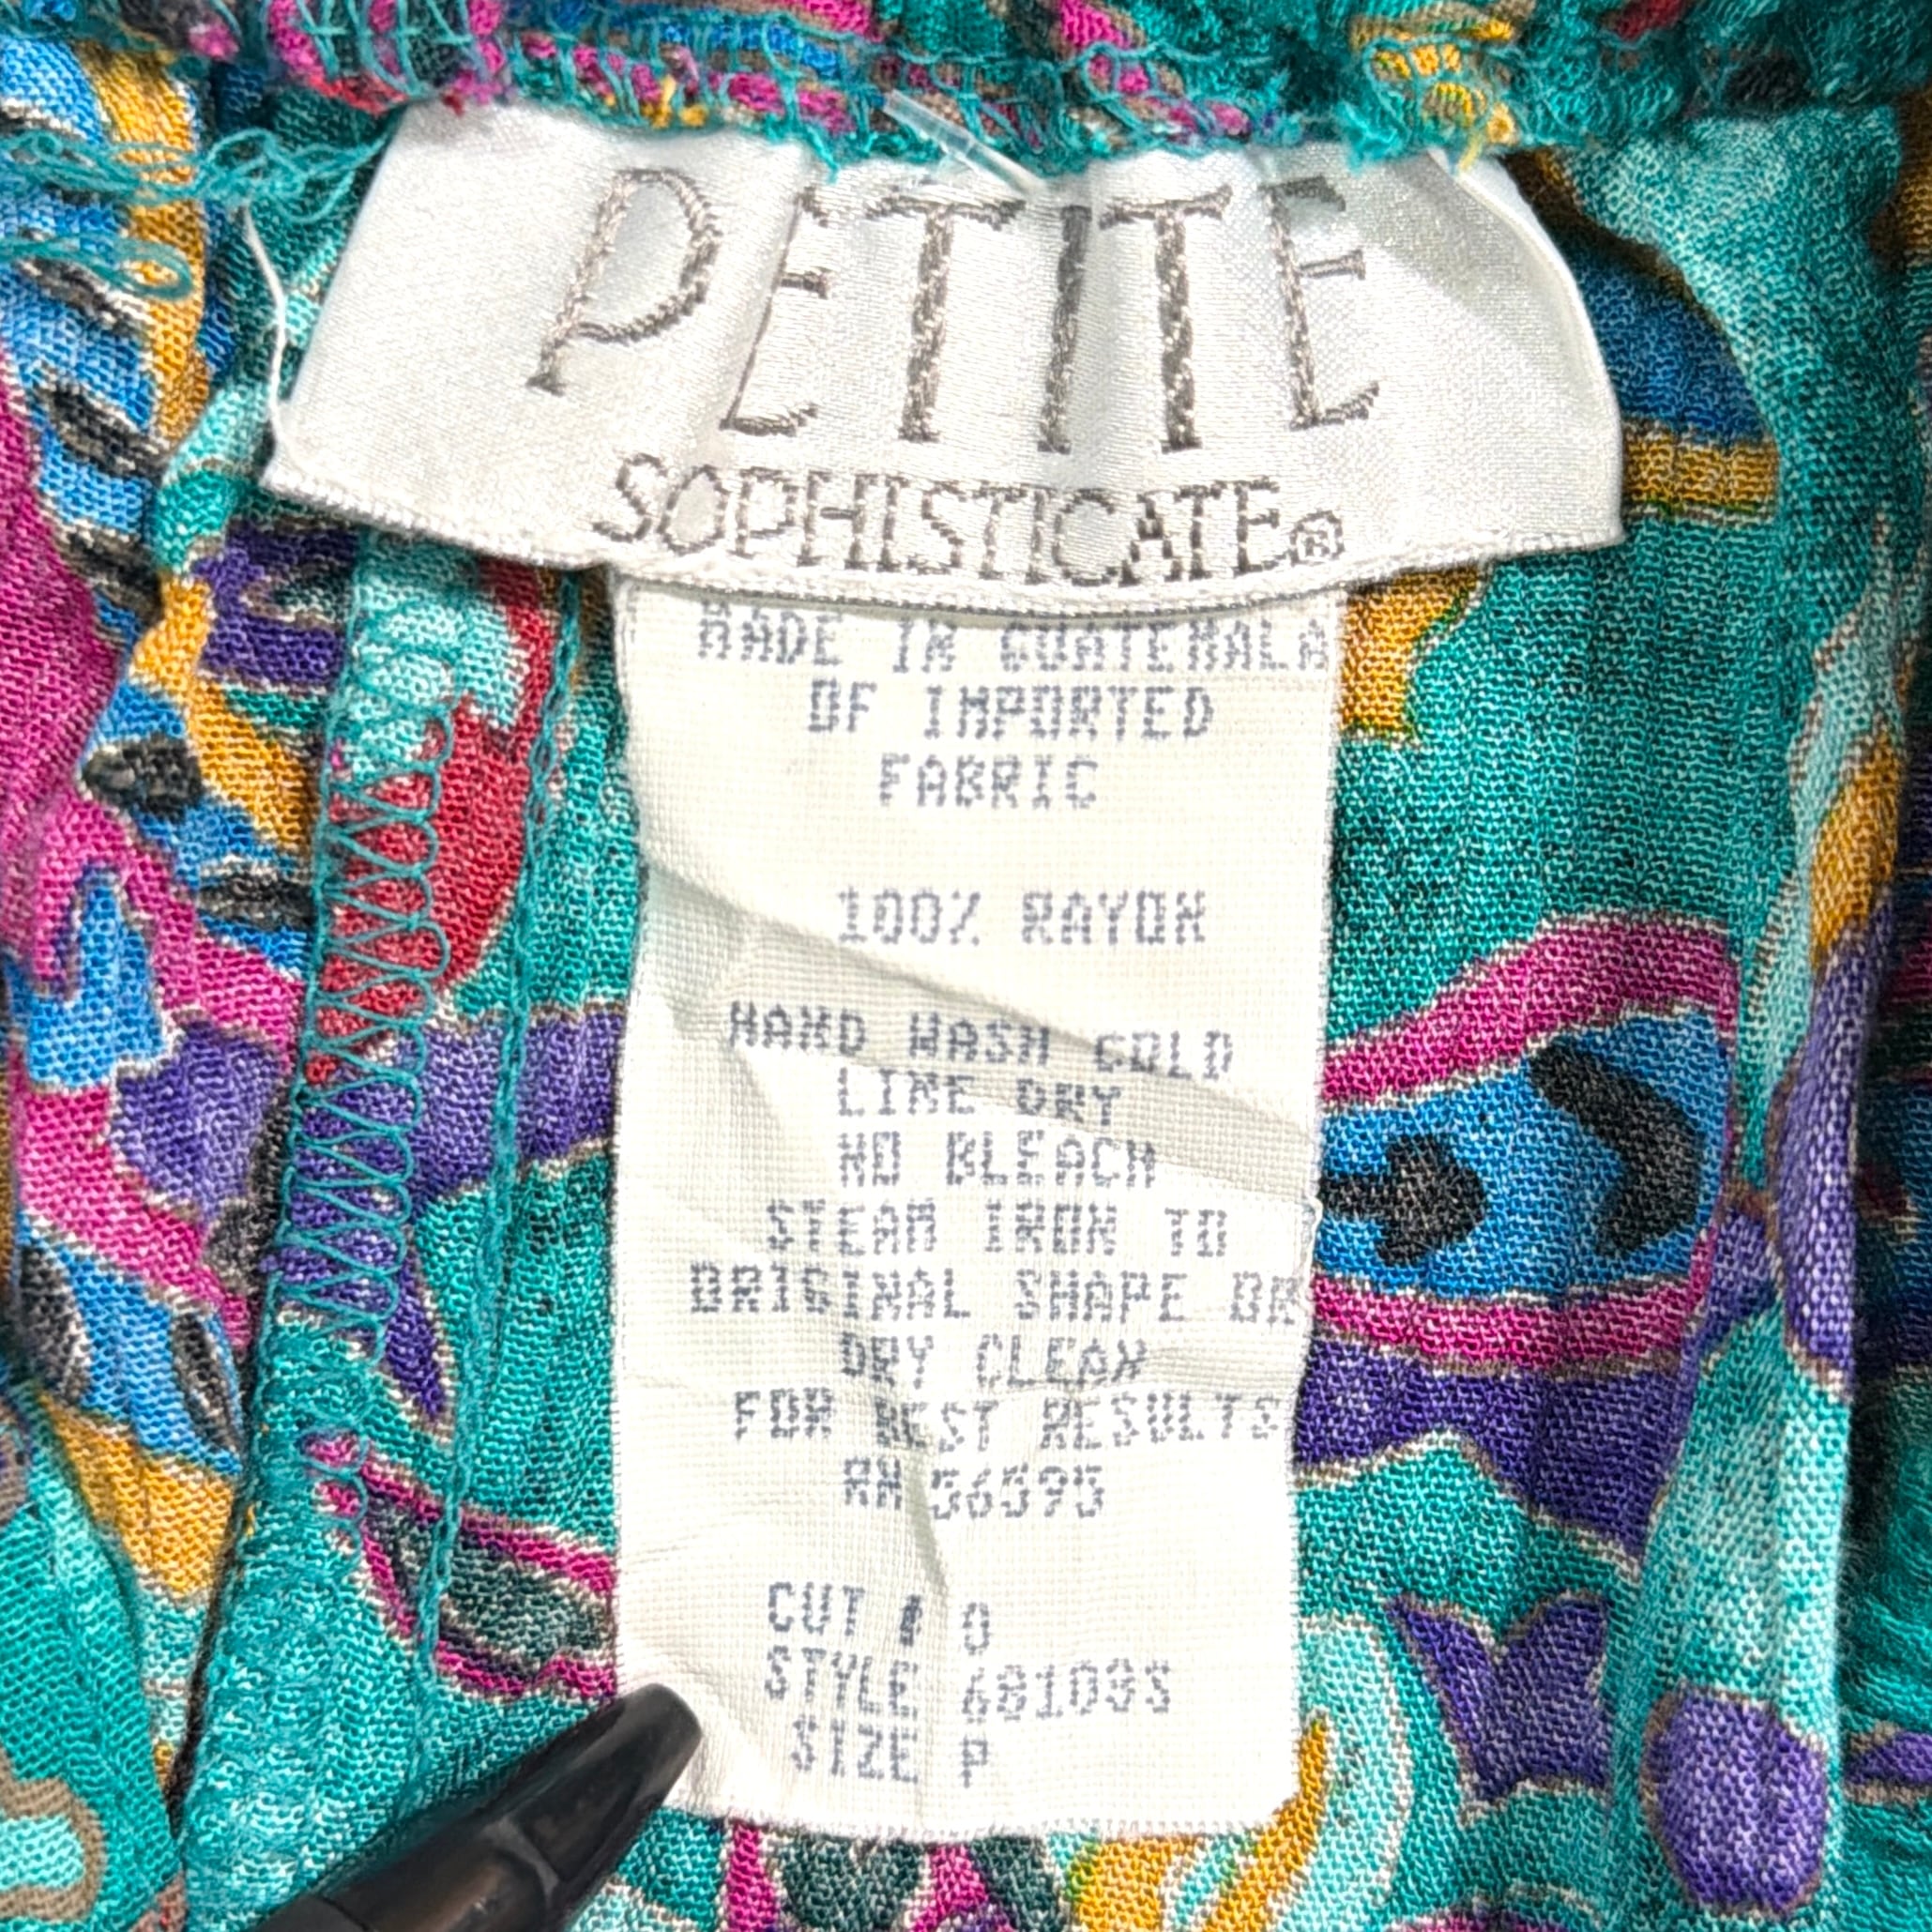 PETITE
SOPHISTICATE®
MADE IN GUATEMALA
OF IMPORTED
FABRIC
100% RAYON
HAND WASH COLD
LINE DRY
NO BLEACH
STEAM IRON TO
ORIGINAL SHAPE OR
DRY CLEAN
FOR BEST RESULTS
RN 56595
CUT # 0
STYLE 68103S
SIZE P